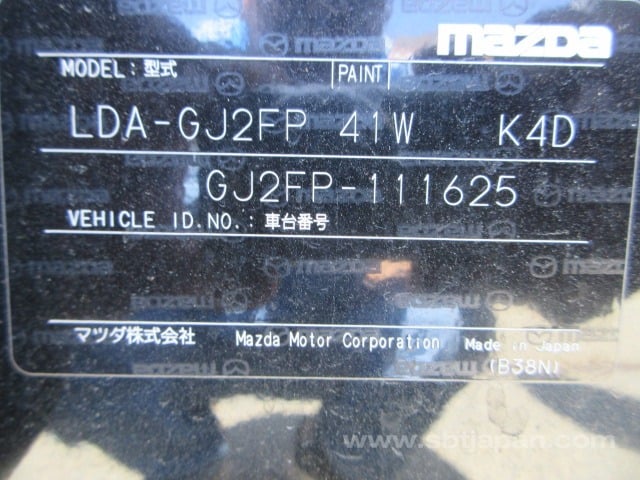 mazda
MODEL: 型式 PAINT
LDA-GJ2FP 41W K4D
GJ2FP-111625
VEHICLE ID.NO.: 車台番号
マツダ株式会社 Mazda Motor Corporation Made in Japan
(B38N)
www.sbtjapan.com